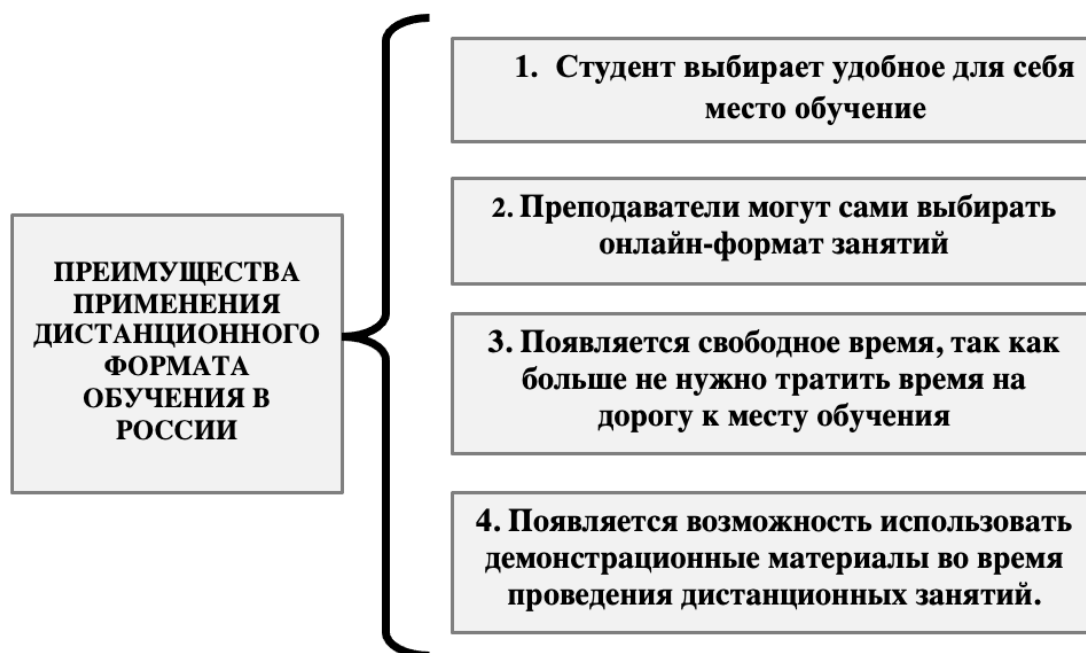 ПРЕИМУЩЕСТВА
ПРИМЕНЕНИЯ
ДИСТАНЦИОННОГО
ФОРМАТА
ОБУЧЕНИЯ В
РОССИИ
1. Студент выбирает удобное для себя
место обучение
2. Преподаватели могут сами выбирать
онлайн-формат занятий
3. Появляется свободное время, так как
больше не нужно тратить время на
дорогу к месту обучения
4. Появляется возможность использовать
демонстрационные материалы во время
проведения дистанционных занятий.